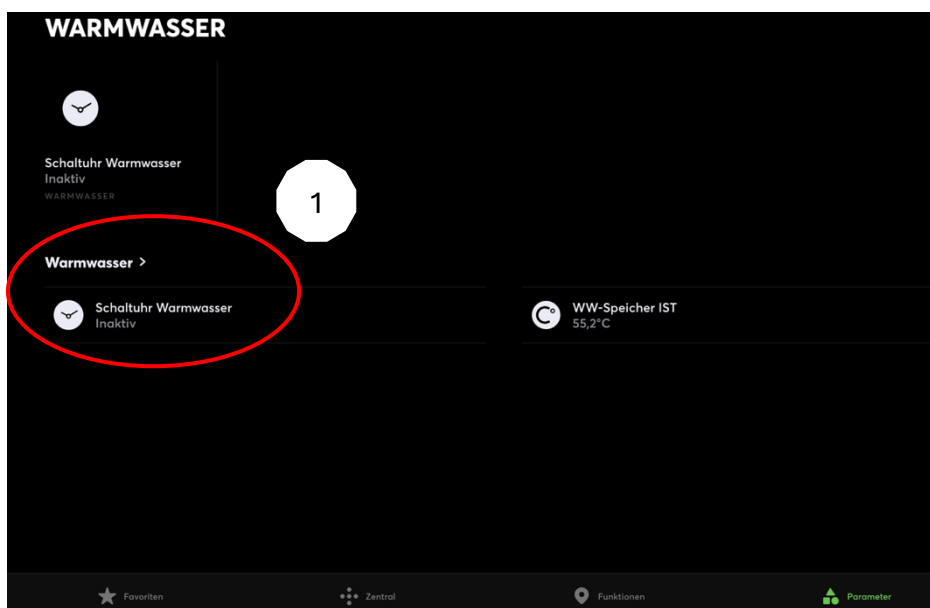 WARMWASSER
Schaltuhr Warmwasser
Inaktiv
WARMWASSER
1
Warmwasser >
Schaltuhr Warmwasser
Inaktiv
WW-Speicher IST
55,2°C
Favoriten
Zentral
Funktionen
Parameter